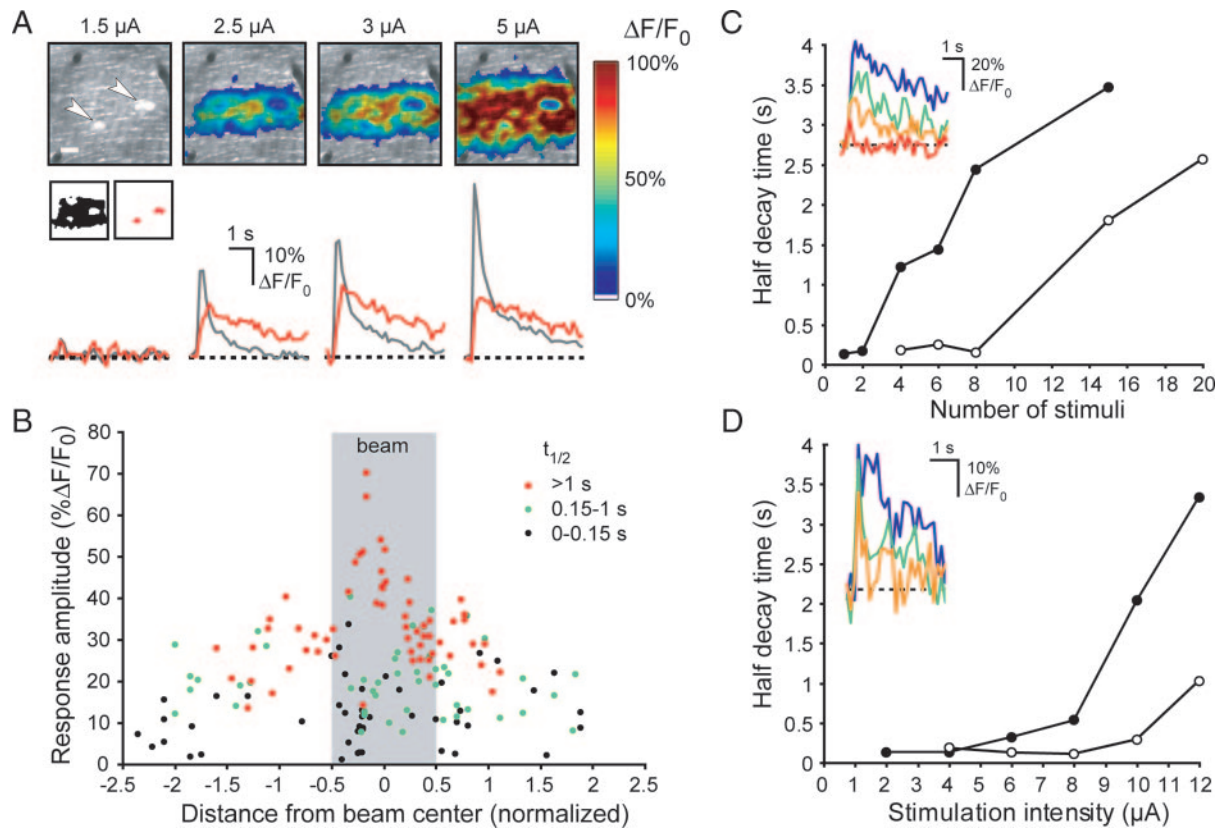 A
1.5 µA
2.5 µA
3 µA
5 µA
ΔF/F0
100%
50%
0%
1 s
10%
ΔF/F0
B
Response amplitude (%ΔF/F0)
80
70
60
50
40
30
20
10
0
beam
t1/2
>1 s
0.15-1 s
0-0.15 s
-2.5 -2 -1.5 -1 -0.5 0 0.5 1 1.5 2 2.5
Distance from beam center (normalized)
C
Half decay time (s)
4
3.5
3
2.5
2
1.5
1
0.5
0
1 s
20%
ΔF/F0
0 2 4 6 8 10 12 14 16 18 20
Number of stimuli
D
Half decay time (s)
4
3.5
3
2.5
2
1.5
1
0.5
0
1 s
10%
ΔF/F0
0 1 2 3 4 5 6 7 8 9 10 11 12
Stimulation intensity (µA)